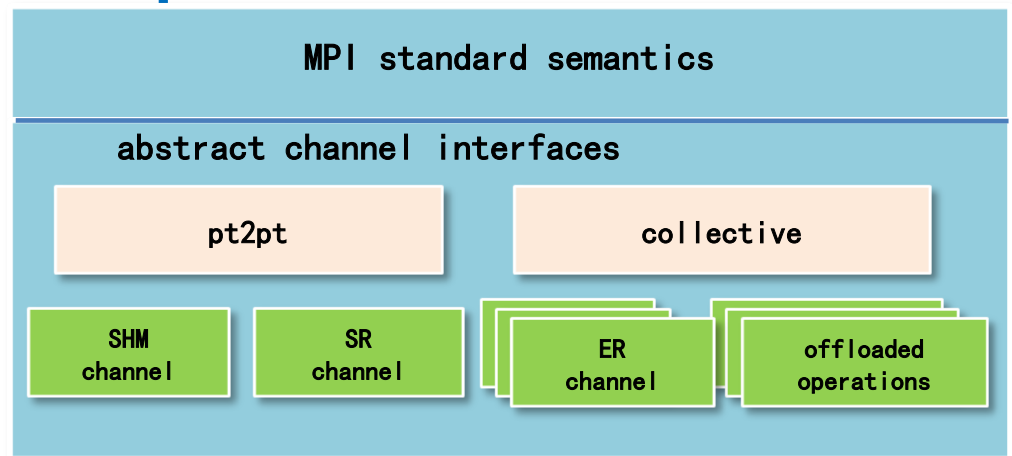 MPI standard semantics
abstract channel interfaces
pt2pt
collective
SHM
channel
SR
channel
ER
channel
offloaded
operations